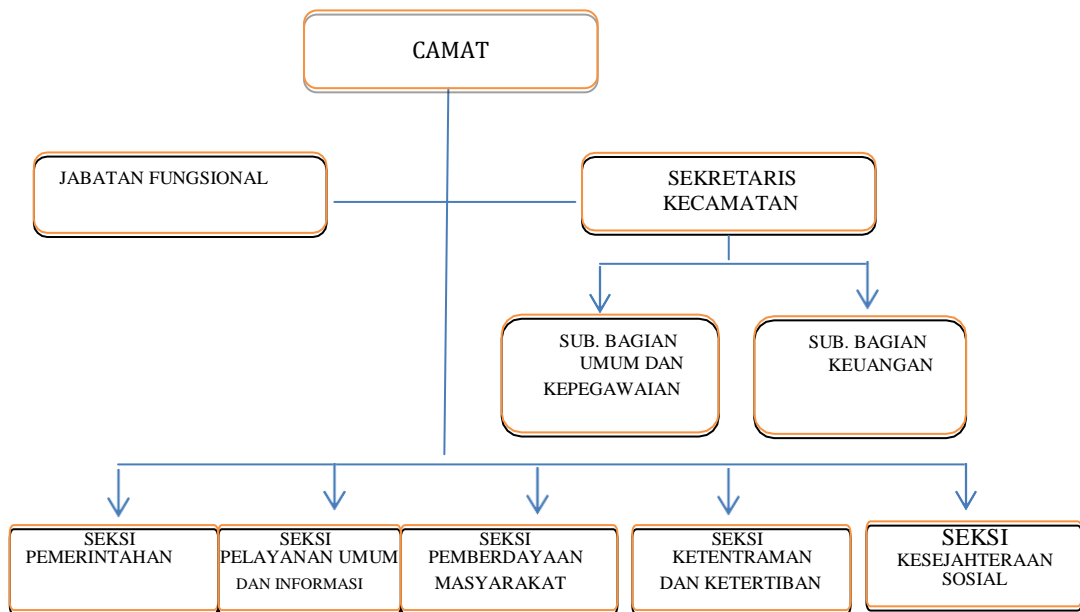 CAMAT
JABATAN FUNGSIONAL
SEKRETARIS
KECAMATAN
SUB. BAGIAN
UMUM DAN
KEPEGAWAIAN
SUB. BAGIAN
KEUANGAN
SEKSI
PEMERINTAHAN
SEKSI
PELAYANAN UMUM
DAN INFORMASI
SEKSI
PEMBERDAYAAN
MASYARAKAT
SEKSI
KETENTRAMAN
DAN KETERTIBAN
SEKSI
KESEJAHTERAAN
SOSIAL